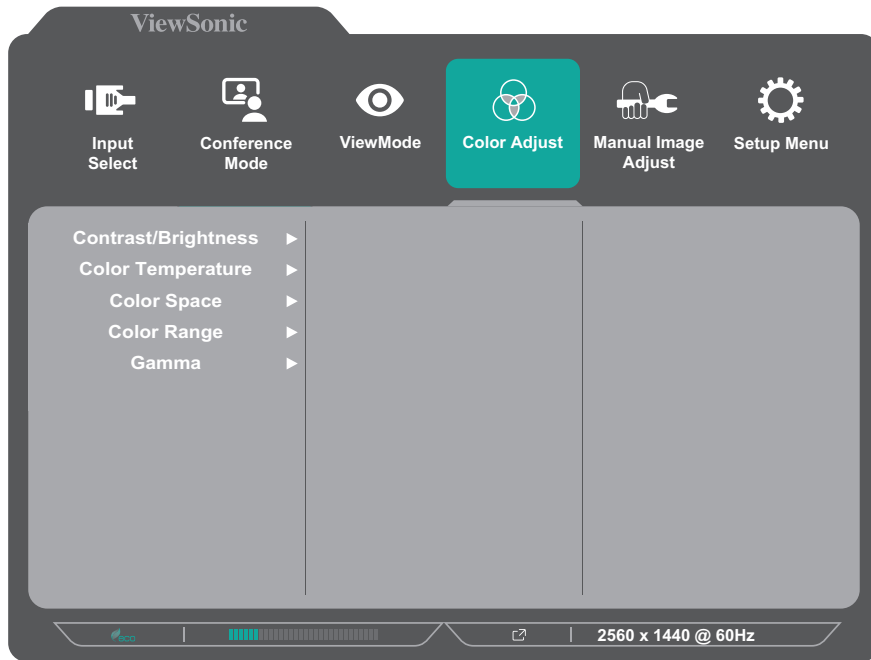 ViewSonic
Input
Select
Conference
Mode
ViewMode
Color Adjust
Manual Image
Adjust
Setup Menu
Contrast/Brightness
Color Temperature
Color Space
Color Range
Gamma
eco
2560 x 1440 @ 60Hz